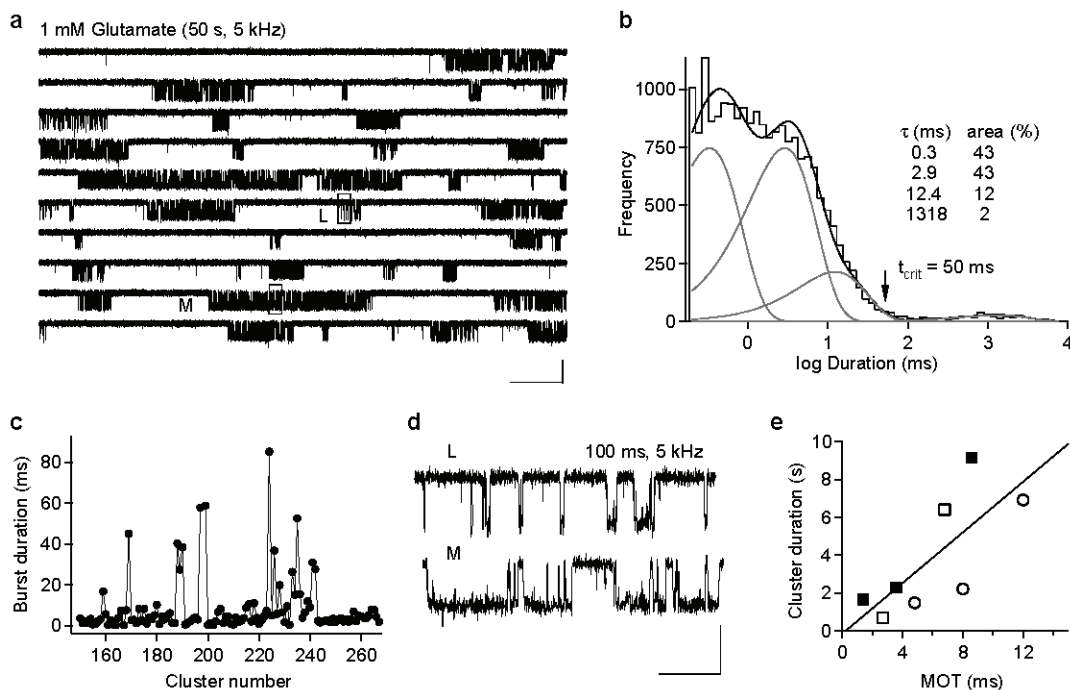 a
1 mM Glutamate (50 s, 5 kHz)
L
M
b
1000
750
500
250
0
Frequency
τ (ms) area (%)
0.3 43
2.9 43
12.4 12
1318 2
tcrit = 50 ms
0 1 2 3 4
log Duration (ms)
c
80
60
40
20
0
Burst duration (ms)
160 180 200 220 240 260
Cluster number
d
L 100 ms, 5 kHz
M
e
10
8
6
4
2
0
Cluster duration (s)
0 4 8 12
MOT (ms)